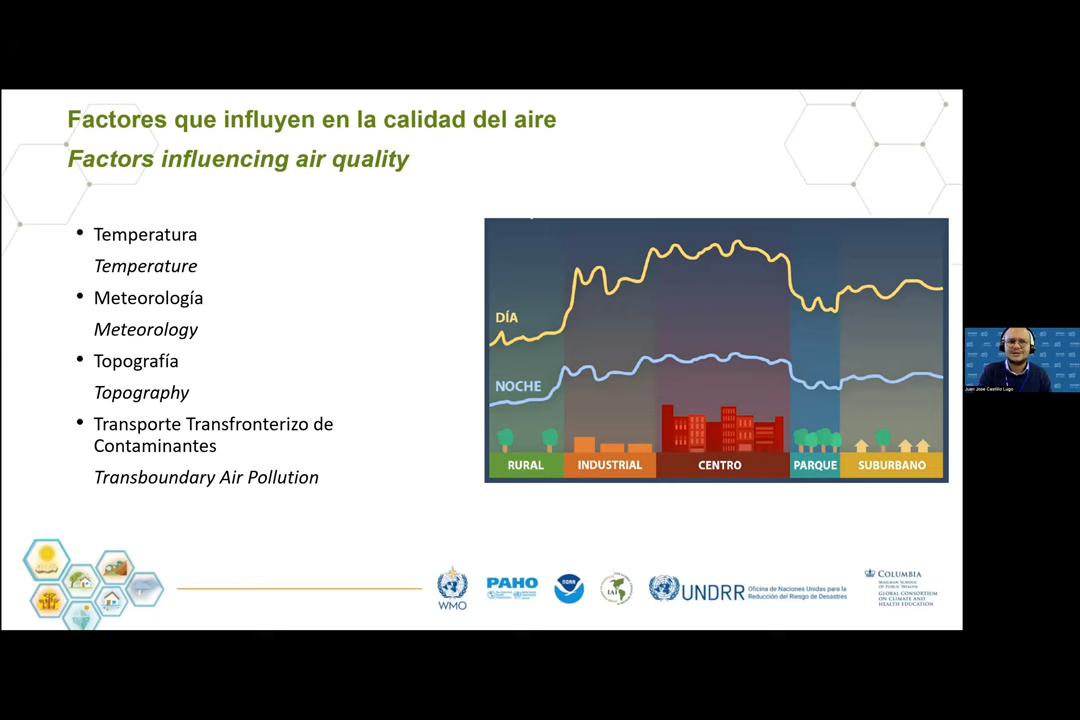 Factores que influyen en la calidad del aire
Factors influencing air quality
• Temperatura
Temperature
• Meteorología
Meteorology
• Topografía
Topography
• Transporte Transfronterizo de
Contaminantes
Transboundary Air Pollution
DÍA
NOCHE
RURAL
INDUSTRIAL
CENTRO
PARQUE
SUBURBANO
Juan Jose Castillo Lugo
WMO
PAHO
NOAA
IAI
UNDRR
Oficina de Naciones Unidas para la
Reducción del Riesgo de Desastres
COLUMBIA
MAILMAN SCHOOL
OF PUBLIC HEALTH
GLOBAL CONSORTIUM
ON CLIMATE AND
HEALTH EDUCATION